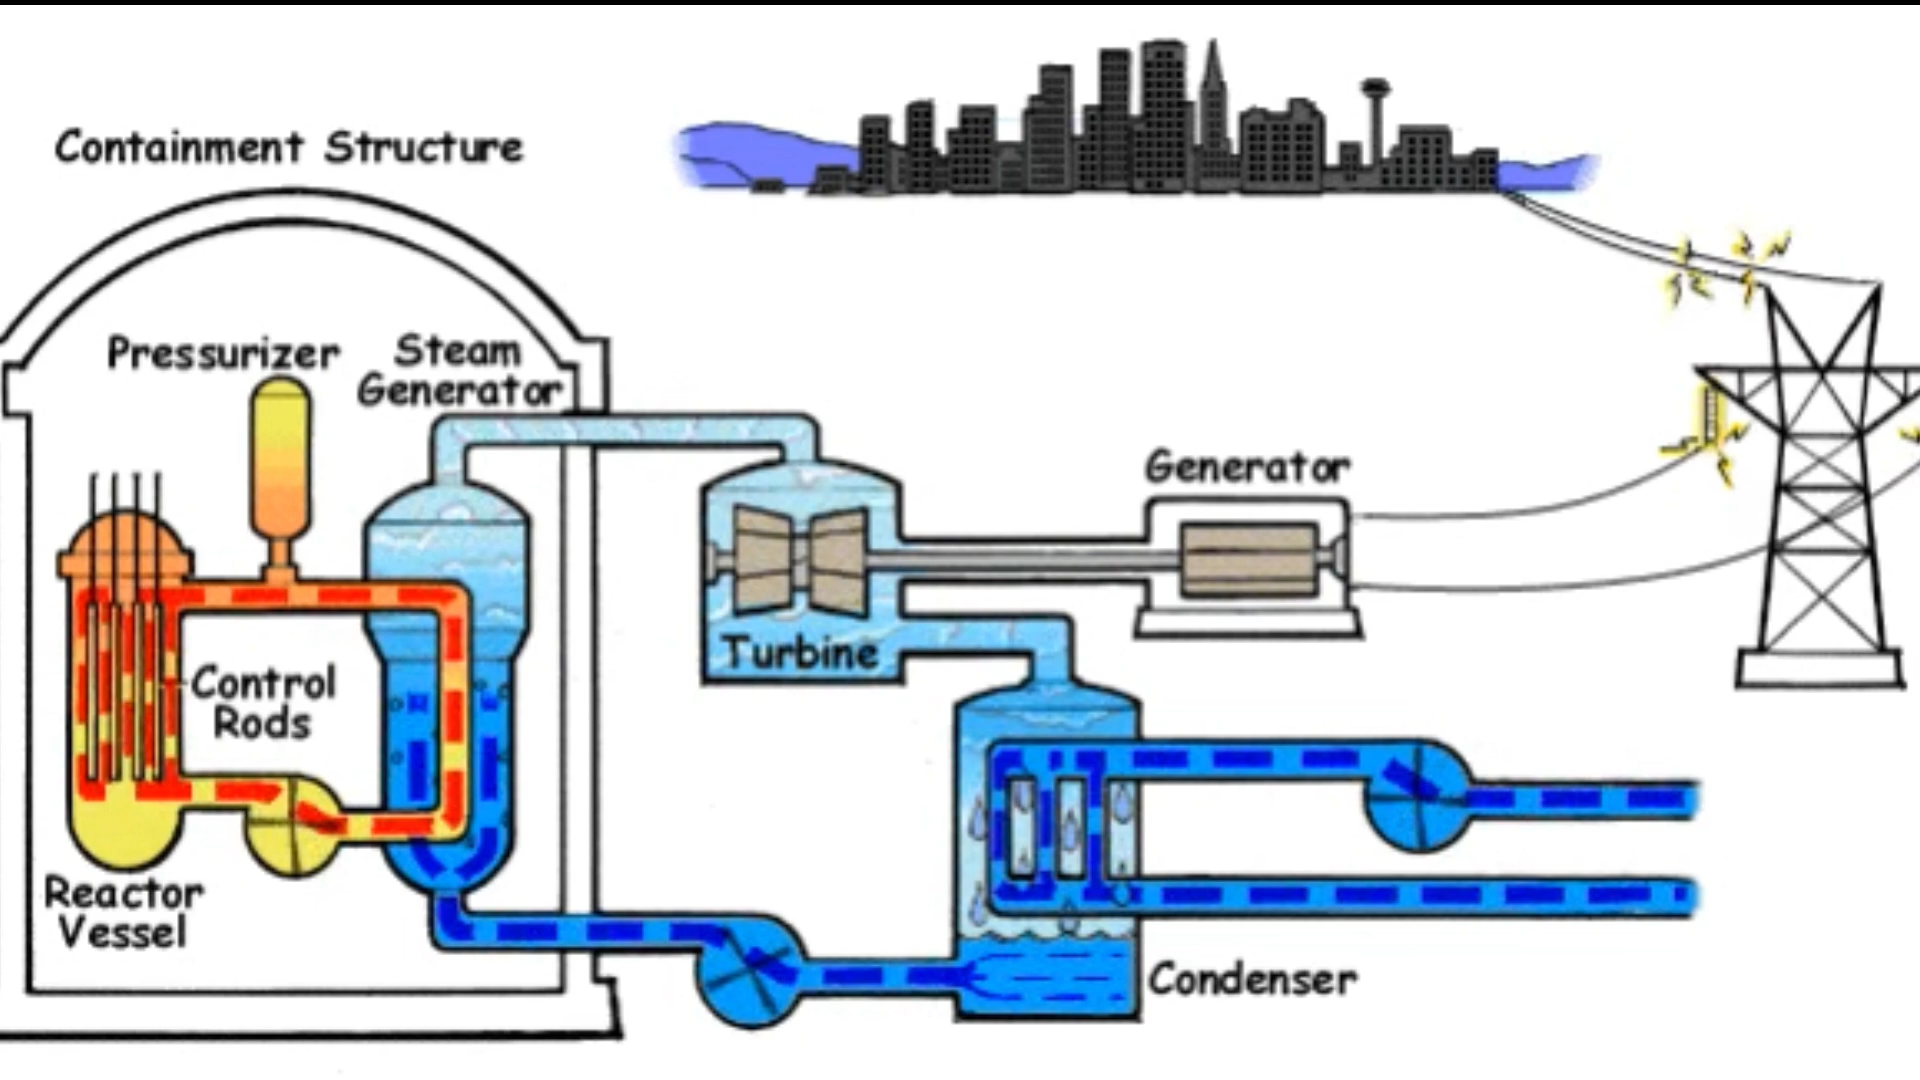 Containment Structure
Pressurizer
Steam
Generator
Generator
Turbine
Control
Rods
Reactor
Vessel
Condenser